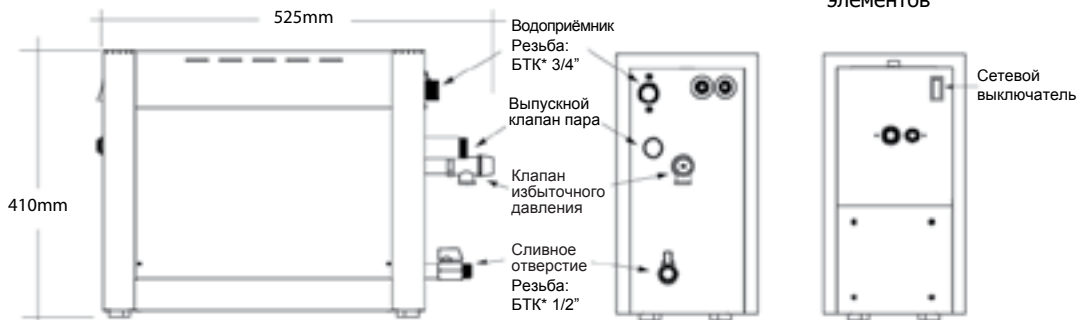 элементов
525mm
Водоприёмник
Резьба:
БТК* 3/4”
Выпускной
клапан пара
Клапан
избыточного
давления
Сливное
отверстие
Резьба:
БТК* 1/2”
410mm
Сетевой
выключатель